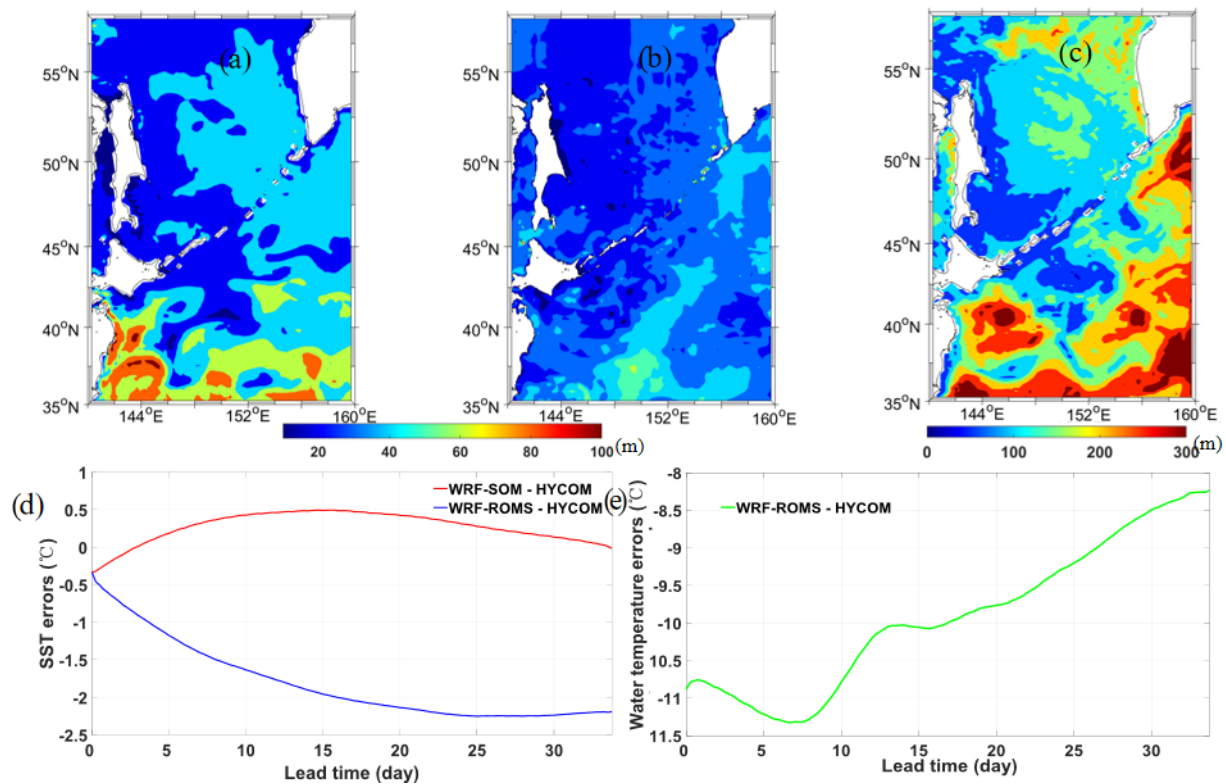 (a)
(b)
(c)
55°N
50°N
45°N
40°N
35°N
144°E
152°E
160°E
55°N
50°N
45°N
40°N
35°N
144°E
152°E
160°E
55°N
50°N
45°N
40°N
35°N
144°E
152°E
160°E
20 40 60 80 100 (m)
0 100 200 300 (m)
(d)
SST errors (℃)
1
0.5
0
-0.5
-1
-1.5
-2
-2.5
WRF-SOM - HYCOM
WRF-ROMS - HYCOM
0 5 10 15 20 25 30
Lead time (day)
(e)
Water temperature errors (℃)
-8
-8.5
-9
-9.5
-10
-10.5
-11
11.5
WRF-ROMS - HYCOM
0 5 10 15 20 25 30
Lead time (day)